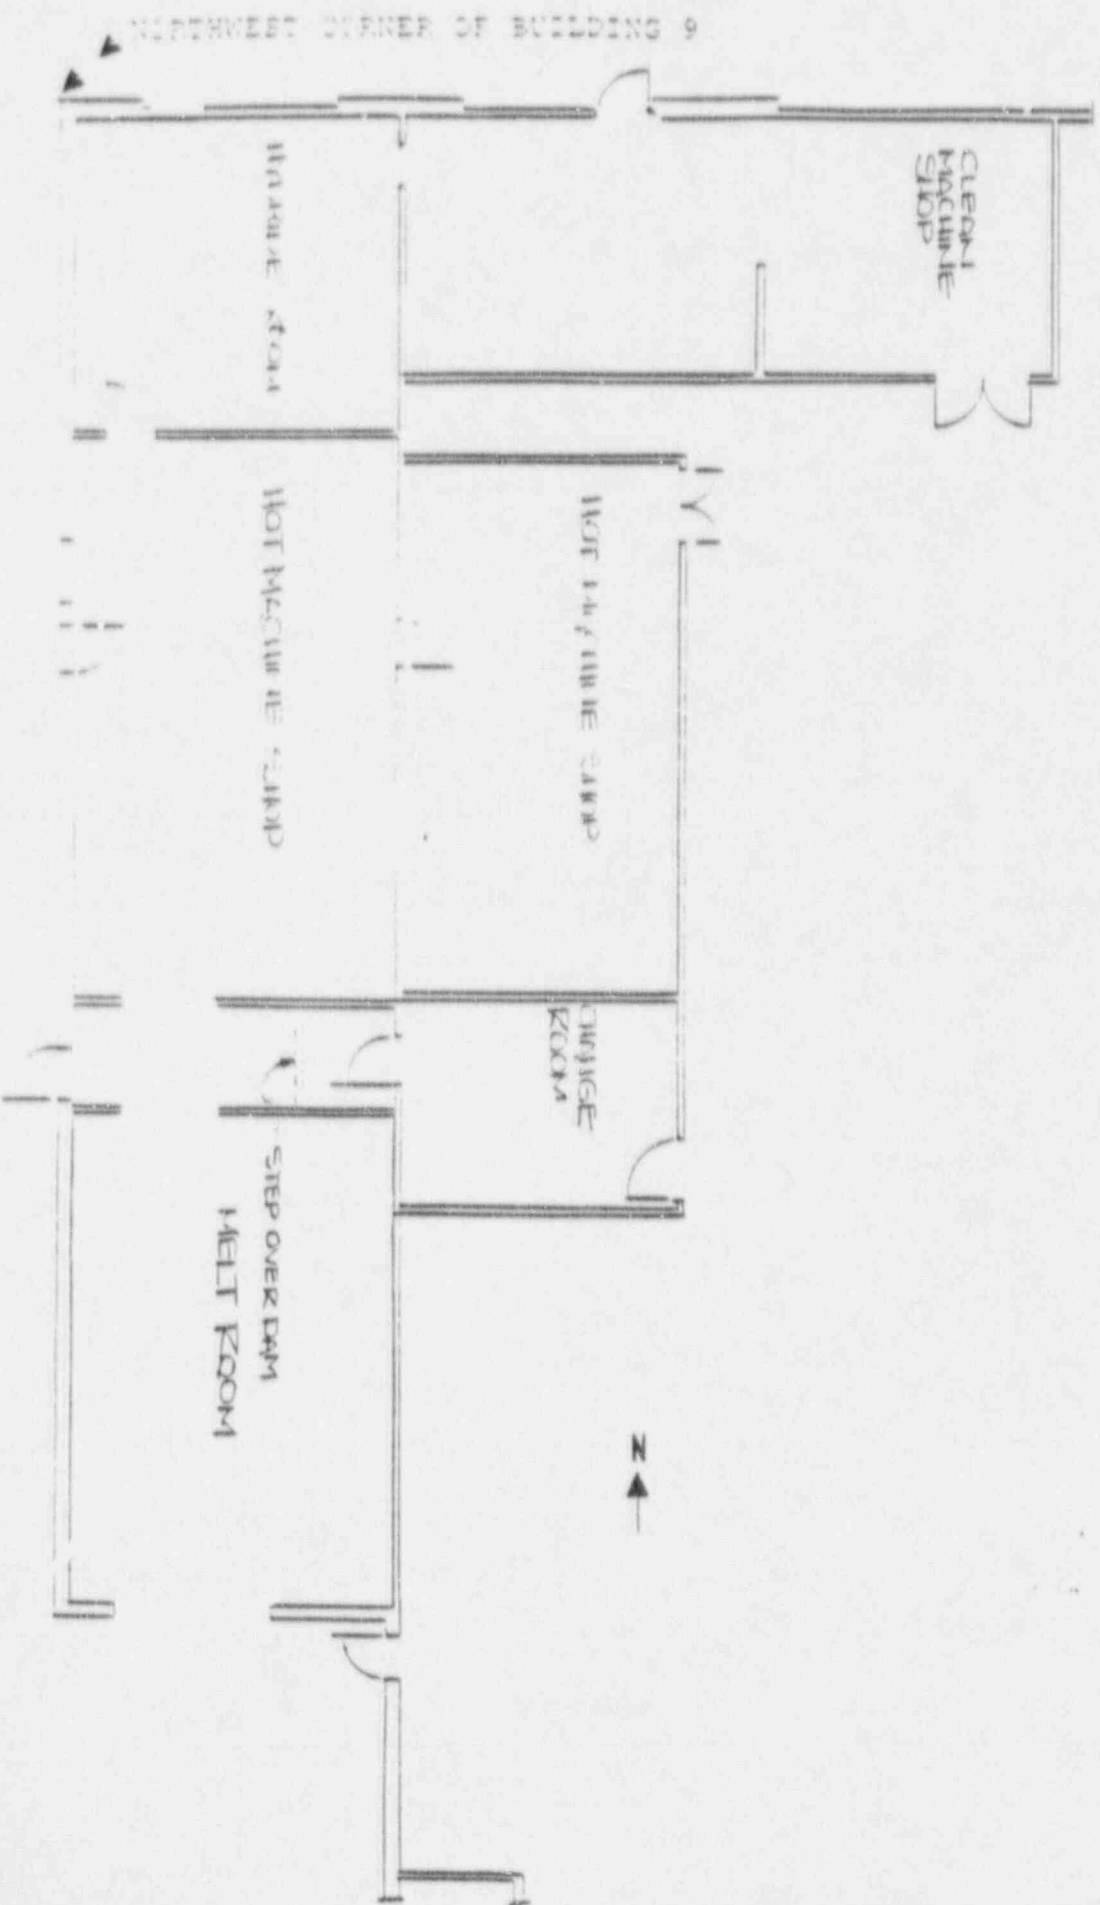 NORTHWEST CORNER OF BUILDING 9
CLEAN
MACHINE
SHOP
HOT MACHINE SHOP
HOT MACHINE SHOP
CHANGE
ROOM
STEP OVER DAM
MELT ROOM
N